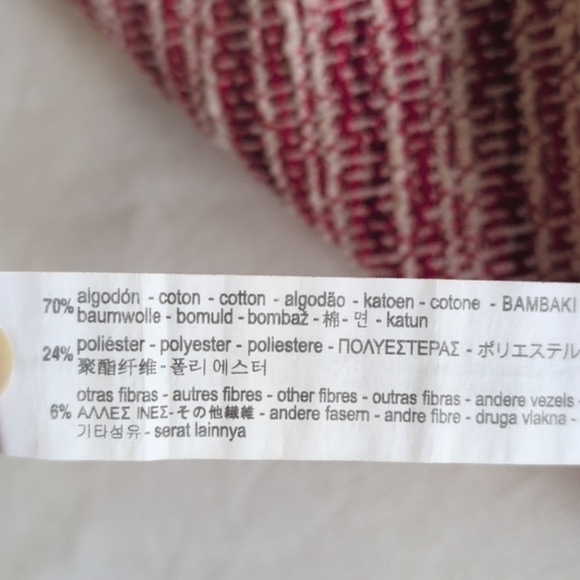 70% algodón - coton - cotton - algodão - katoen - cotone - BAMBAKI
baumwolle - bomuld - bombaž - 棉 - 면 - katun
24% poliéster - polyester - poliestere - ΠΟΛΥΕΣΤΕΡΑΣ - ポリエステル
聚酯纤维 - 폴리 에스터
otras fibras - autres fibres - other fibres - outras fibras - andere vezels -
6% ΑΛΛΕΣ ΙΝΕΣ - その他繊維 - andere fasern - andre fibre - druga vlakna -
기타섬유 - serat lainnya